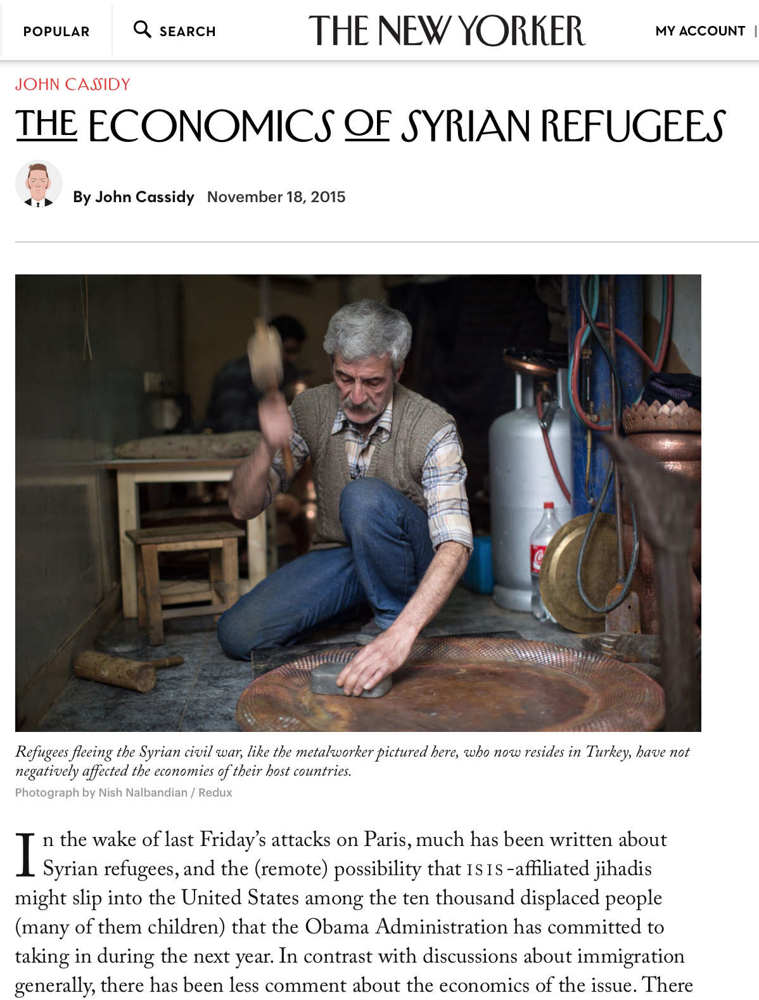 POPULAR
SEARCH
THE NEW YORKER
MY ACCOUNT |
JOHN CASSIDY
THE ECONOMICS OF SYRIAN REFUGEES
By John Cassidy November 18, 2015
Refugees fleeing the Syrian civil war, like the metalworker pictured here, who now resides in Turkey, have not
negatively affected the economies of their host countries.
Photograph by Nish Nalbandian / Redux
In the wake of last Friday’s attacks on Paris, much has been written about
Syrian refugees, and the (remote) possibility that ISIS-affiliated jihadis
might slip into the United States among the ten thousand displaced people
(many of them children) that the Obama Administration has committed to
taking in during the next year. In contrast with discussions about immigration
generally, there has been less comment about the economics of the issue. There